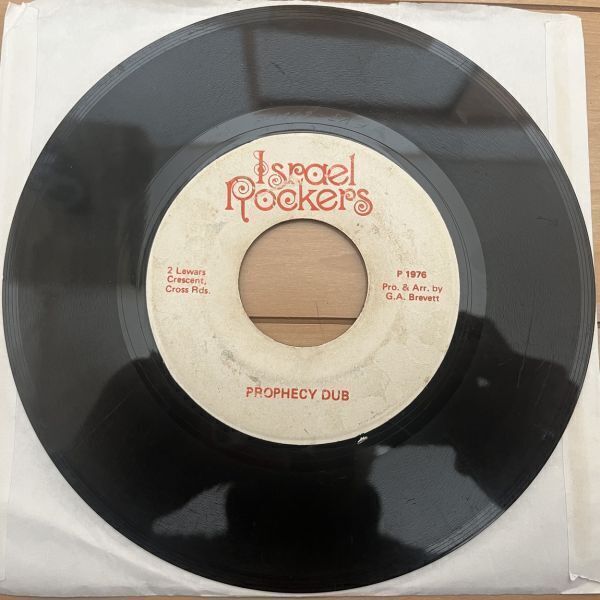 Israel
Rockers
2 Lewars
Crescent,
Cross Rds.
P 1976
Pro. & Arr. by
G.A. Brevett
PROPHECY DUB